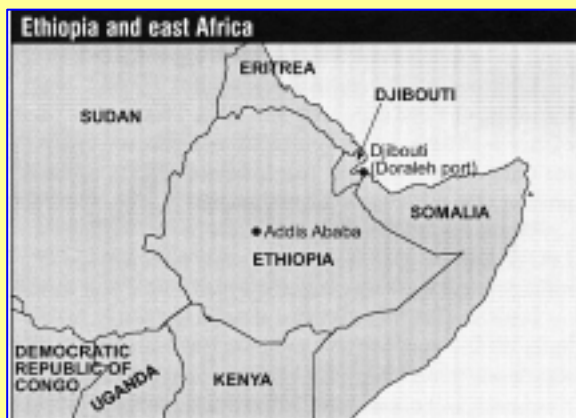 Ethiopia and east Africa
ERITREA
DJIBOUTI
SUDAN
Djibouti
(Doraleh port)
SOMALIA
Addis Ababa
ETHIOPIA
DEMOCRATIC
REPUBLIC OF
CONGO
UGANDA
KENYA